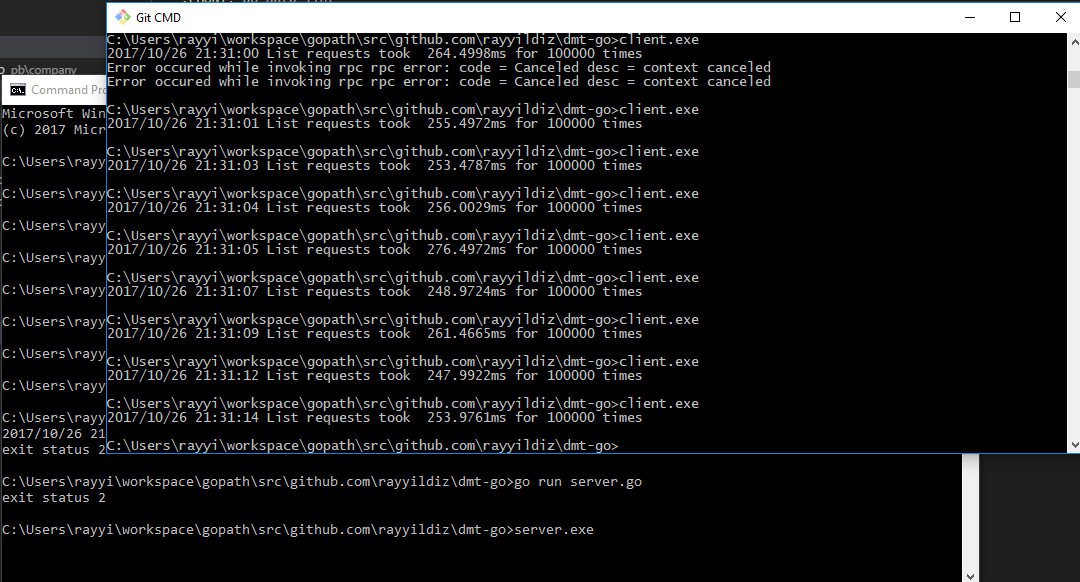 Git CMD
C:\Users\rayyi\workspace\gopath\src\github.com\rayyildiz\dmt-go>client.exe
2017/10/26 21:31:00 List requests took  264.4998ms for 100000 times
Error occured while invoking rpc rpc error: code = Canceled desc = context canceled
Error occured while invoking rpc rpc error: code = Canceled desc = context canceled
C:\Users\rayyi\workspace\gopath\src\github.com\rayyildiz\dmt-go>client.exe
2017/10/26 21:31:01 List requests took  255.4972ms for 100000 times
C:\Users\rayyi\workspace\gopath\src\github.com\rayyildiz\dmt-go>client.exe
2017/10/26 21:31:03 List requests took  253.4787ms for 100000 times
C:\Users\rayyi\workspace\gopath\src\github.com\rayyildiz\dmt-go>client.exe
2017/10/26 21:31:04 List requests took  256.0029ms for 100000 times
C:\Users\rayyi\workspace\gopath\src\github.com\rayyildiz\dmt-go>client.exe
2017/10/26 21:31:05 List requests took  276.4972ms for 100000 times
C:\Users\rayyi\workspace\gopath\src\github.com\rayyildiz\dmt-go>client.exe
2017/10/26 21:31:07 List requests took  248.9724ms for 100000 times
C:\Users\rayyi\workspace\gopath\src\github.com\rayyildiz\dmt-go>client.exe
2017/10/26 21:31:09 List requests took  261.4665ms for 100000 times
C:\Users\rayyi\workspace\gopath\src\github.com\rayyildiz\dmt-go>client.exe
2017/10/26 21:31:12 List requests took  247.9922ms for 100000 times
C:\Users\rayyi\workspace\gopath\src\github.com\rayyildiz\dmt-go>client.exe
2017/10/26 21:31:14 List requests took  253.9761ms for 100000 times
C:\Users\rayyi\workspace\gopath\src\github.com\rayyildiz\dmt-go>
pb\company
Command Pro
Microsoft Win
(c) 2017 Micr
C:\Users\rayy
C:\Users\rayy
C:\Users\rayy
C:\Users\rayy
C:\Users\rayy
C:\Users\rayy
C:\Users\rayy
C:\Users\rayy
C:\Users\rayy
2017/10/26 21
exit status 2
C:\Users\rayyi\workspace\gopath\src\github.com\rayyildiz\dmt-go>go run server.go
exit status 2
C:\Users\rayyi\workspace\gopath\src\github.com\rayyildiz\dmt-go>server.exe